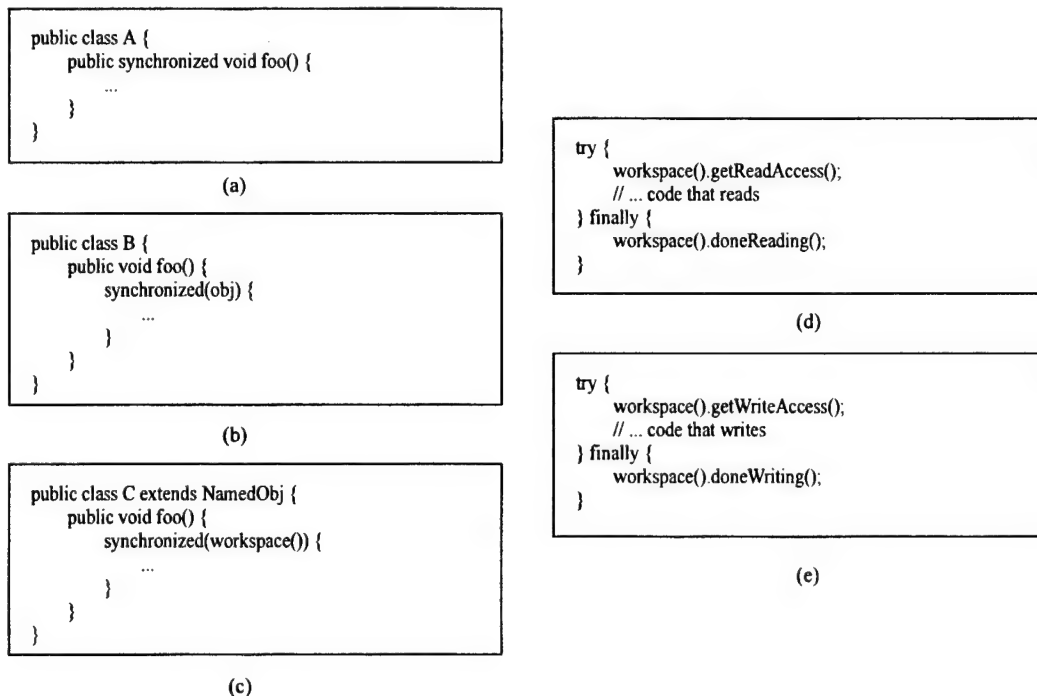 public class A {
public synchronized void foo() {
...
}
}
(a)
public class B {
public void foo() {
synchronized(obj) {
...
}
}
}
(b)
public class C extends NamedObj {
public void foo() {
synchronized(workspace()) {
...
}
}
}
(c)
try {
workspace().getReadAccess();
// ... code that reads
} finally {
workspace().doneReading();
}
(d)
try {
workspace().getWriteAccess();
// ... code that writes
} finally {
workspace().doneWriting();
}
(e)